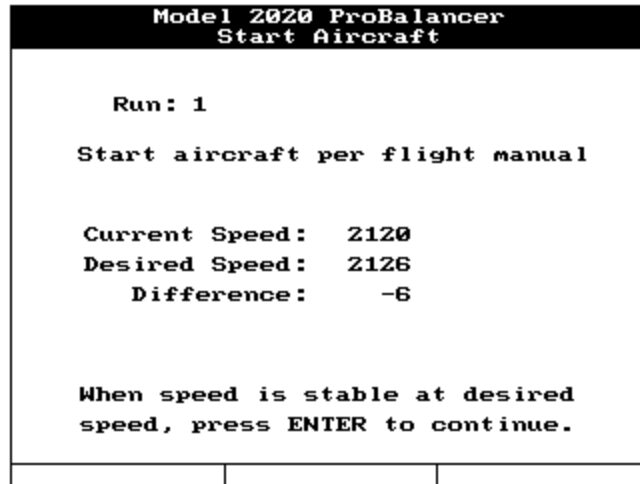 Model 2020 ProBalancer
Start Aircraft
Run: 1
Start aircraft per flight manual
Current Speed: 2120
Desired Speed: 2126
Difference: -6
When speed is stable at desired
speed, press ENTER to continue.